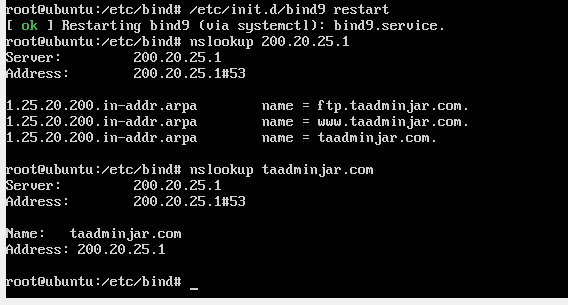 root@ubuntu:/etc/bind# /etc/init.d/bind9 restart
[ ok ] Restarting bind9 (via systemctl): bind9.service.
root@ubuntu:/etc/bind# nslookup 200.20.25.1
Server:         200.20.25.1
Address:        200.20.25.1#53
1.25.20.200.in-addr.arpa        name = ftp.taadminjar.com.
1.25.20.200.in-addr.arpa        name = www.taadminjar.com.
1.25.20.200.in-addr.arpa        name = taadminjar.com.
root@ubuntu:/etc/bind# nslookup taadminjar.com
Server:         200.20.25.1
Address:        200.20.25.1#53
Name:   taadminjar.com
Address: 200.20.25.1
root@ubuntu:/etc/bind# _